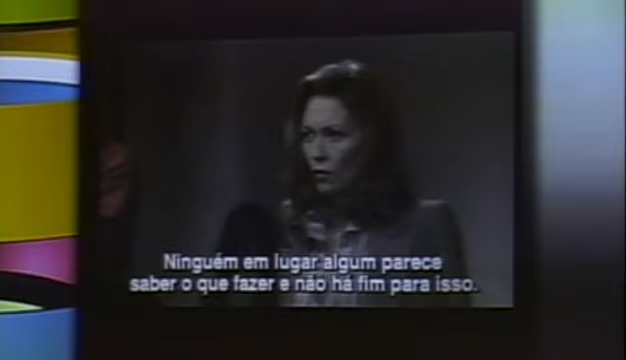 Ninguém em lugar algum parece
saber o que fazer e não há fim para isso.